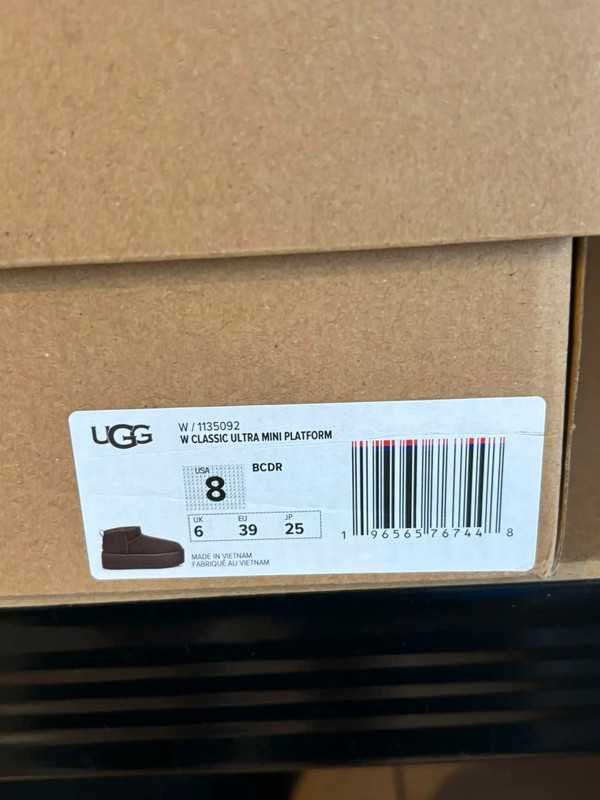 UGG
W / 1135092
W CLASSIC ULTRA MINI PLATFORM
USA
8
BCDR
UK EU JP
6 39 25
MADE IN VIETNAM
FABRIQUÉ AU VIETNAM
1 96565 76744 8